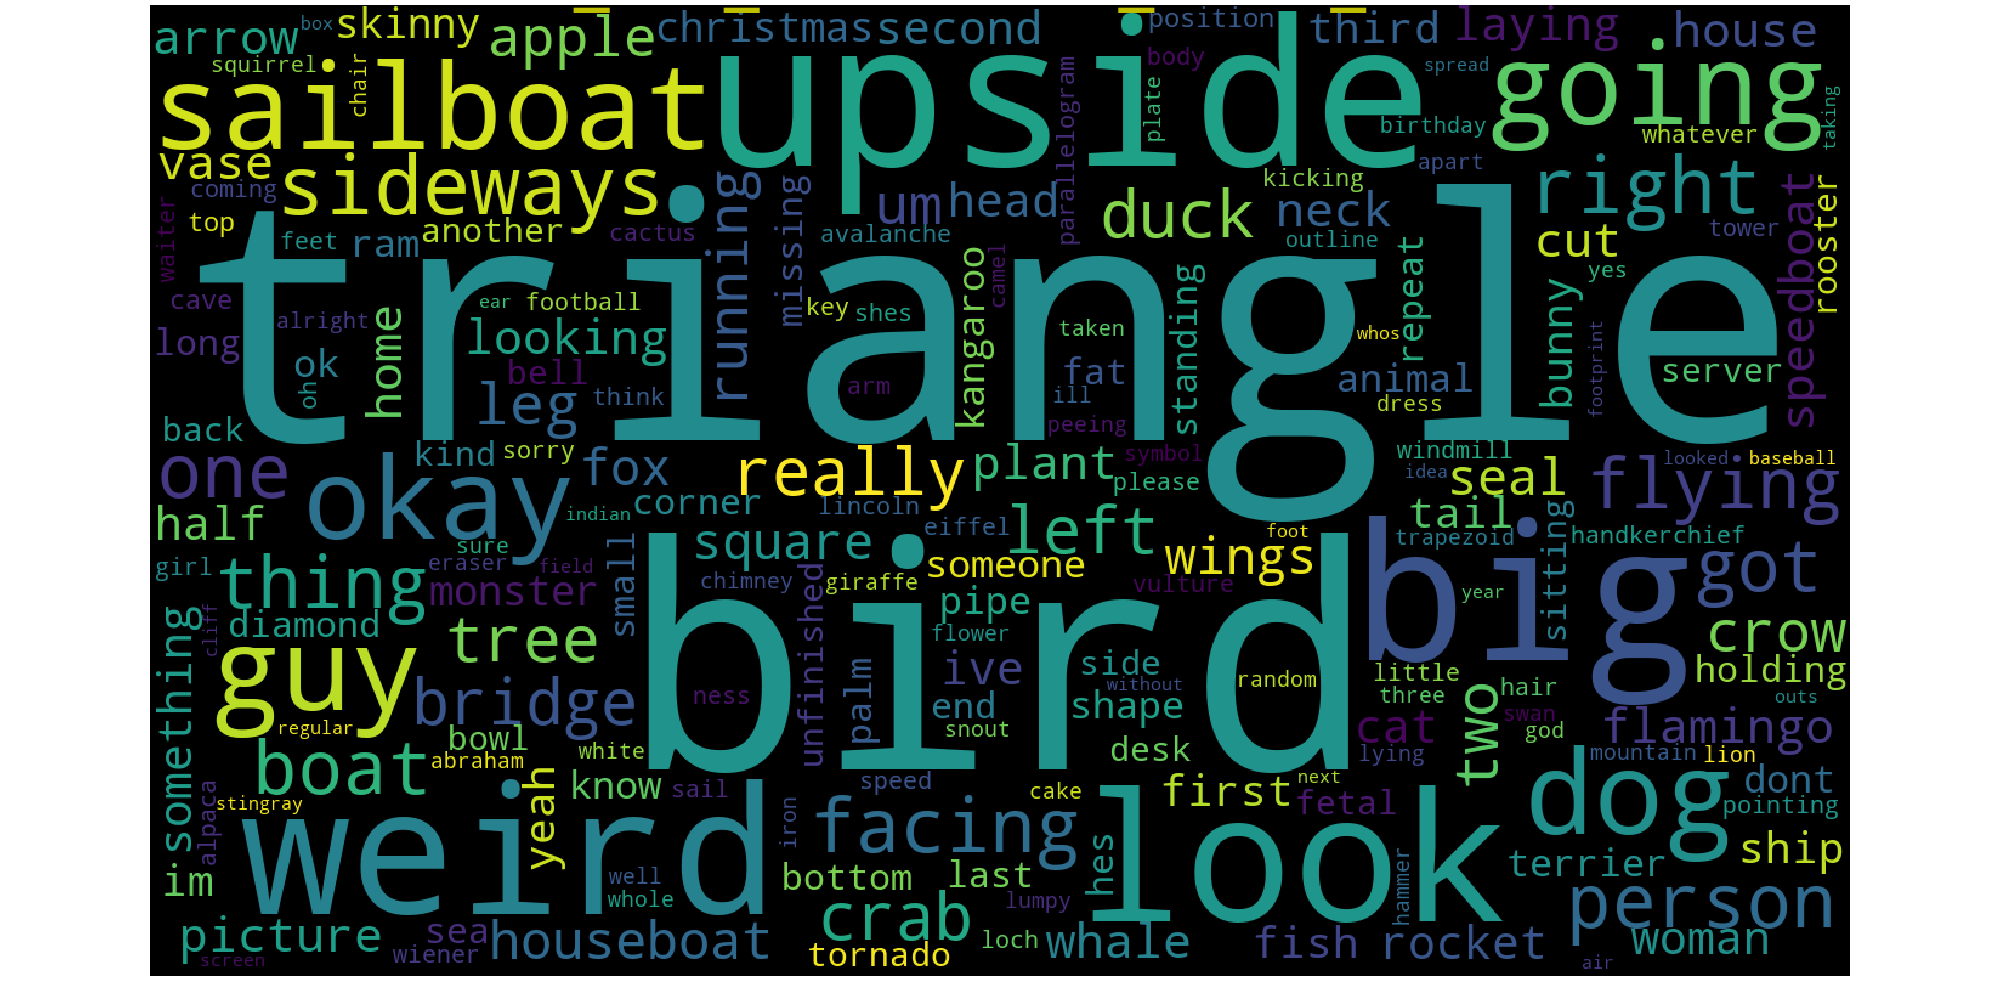 arrow box skinny apple christmas second position third laying house
squirrel chair sailboat upside body spread going
parallelogram plate birthday whatever taking
vase sideways kicking apart right
coming running missing um head duck neck speedboat rooster
waiter top feet ram another cactus avalanche outline repeat cut tower
cave ear football key shes kangaroo camel standing yes
triangle
long alright home looking taken whos bunny footprint server
ok oh bell think arm fat ill animal dress
back leg peeing windmill
one okay kind sorry fox really plant symbol please idea seal looked baseball
half indian corner lincoln left tail flying
sure square eiffel foot trapezoid handkerchief
girl thing eraser field small chimney unfinished giraffe someone vulture wings big year sitting got
something cliff diamond monster tree bird pipe flower crow
guy bridge ness palm ive side without random little holding
regular end shape three two hair swan outs
boat bowl abraham white snout desk cat god flamingo
yeah know sail speed lying mountain lion
stingray alpaca weird iron facing cake first next fetal look dog dont pointing
im well whole bottom last hes hammer terrier ship
picture sea houseboat crab lumpy person
screen wiener tornado loch whale fish rocket woman air